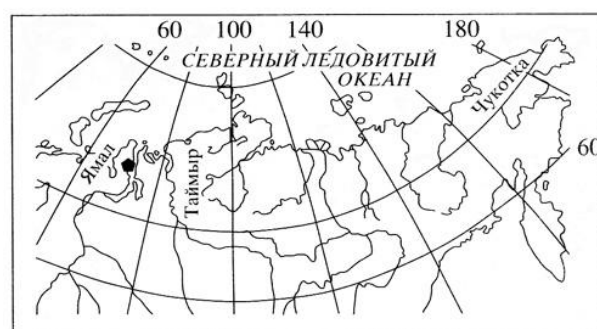 60 100 140 180
СЕВЕРНЫЙ ЛЕДОВИТЫЙ
ОКЕАН
Чукотка
60
Ямал
Таймыр